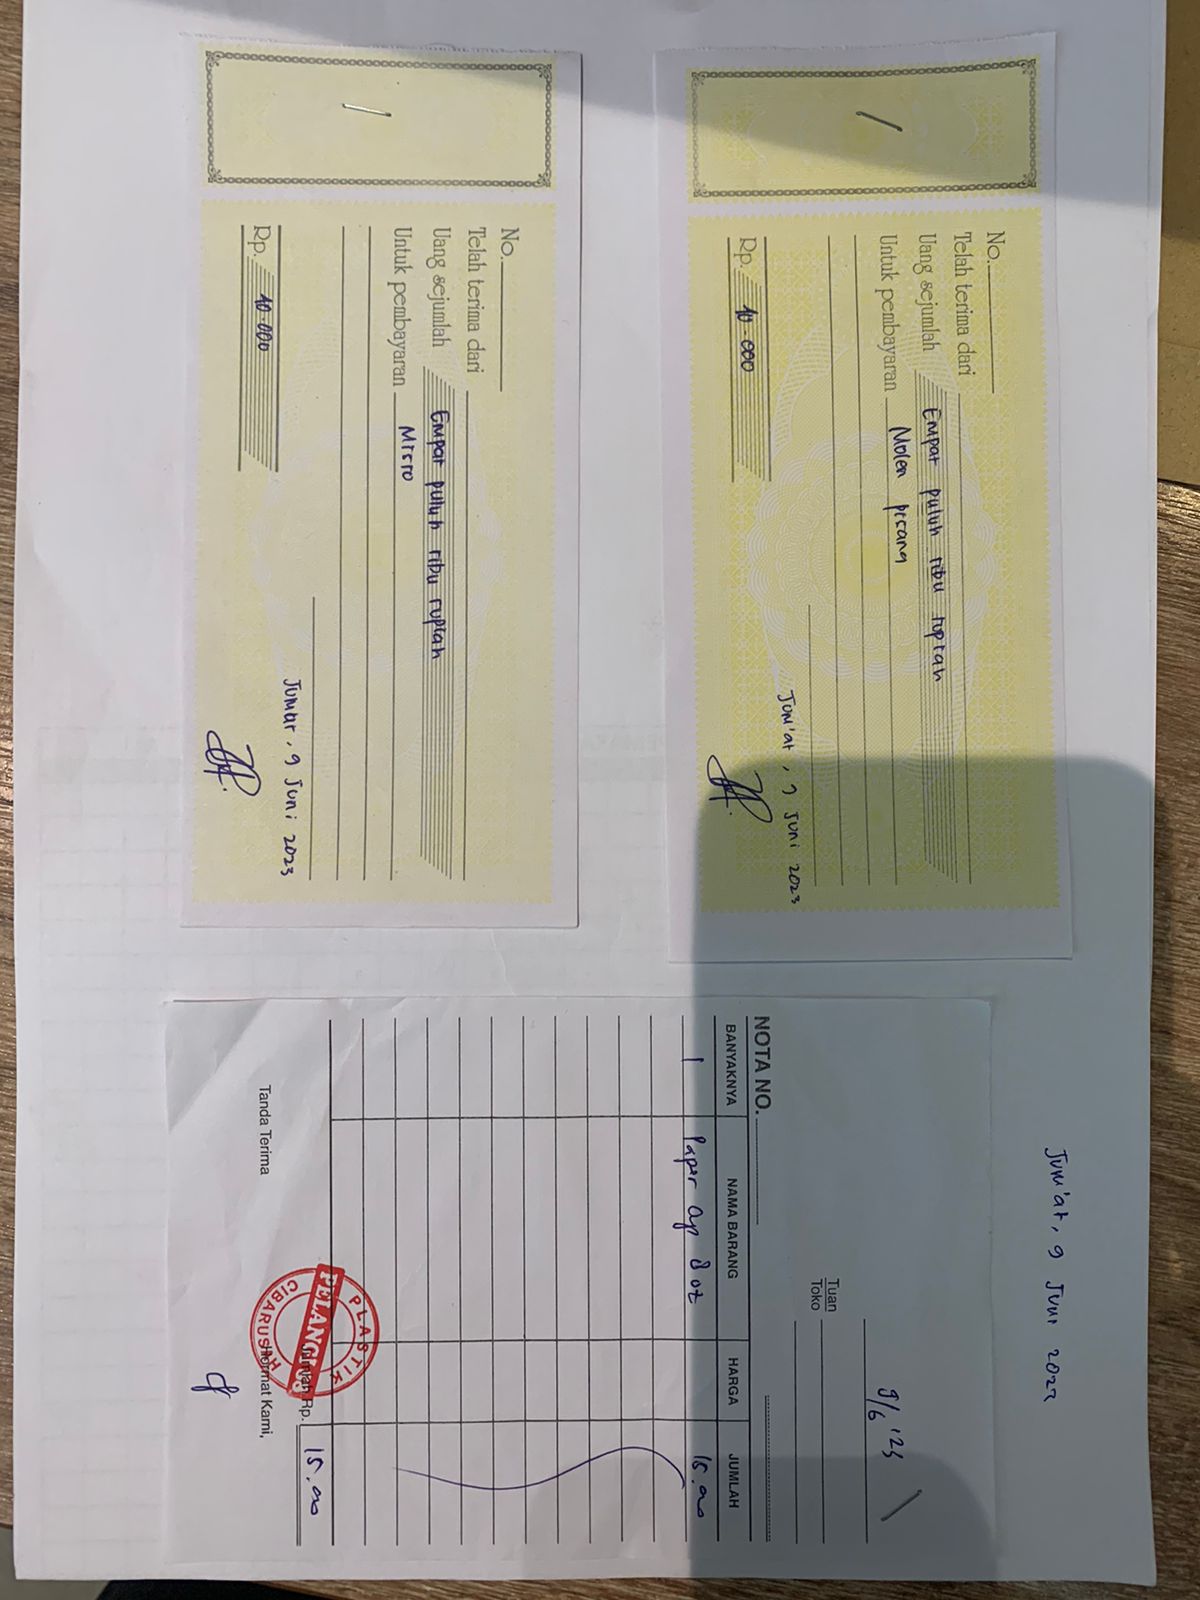 Jum'at, 9 Juni 2023
No.
Telah terima dari
Uang sejumlah Empat puluh ribu rupiah
Untuk pembayaran Molen pisang
Rp. 40.000
Jum'at, 9 Juni 2023
No.
Telah terima dari
Uang sejumlah Empat puluh ribu rupiah
Untuk pembayaran Misro
Rp. 40.000
Jumat, 9 Juni 2023
9/6 '23
Tuan
Toko
NOTA NO.
BANYAKNYA NAMA BARANG HARGA JUMLAH
1 Paper cup 8 oz 15.00
Jumlah Rp. 15.00
Tanda Terima Hormat Kami,
PLASTIK
PELANGI
CIBARUSAH